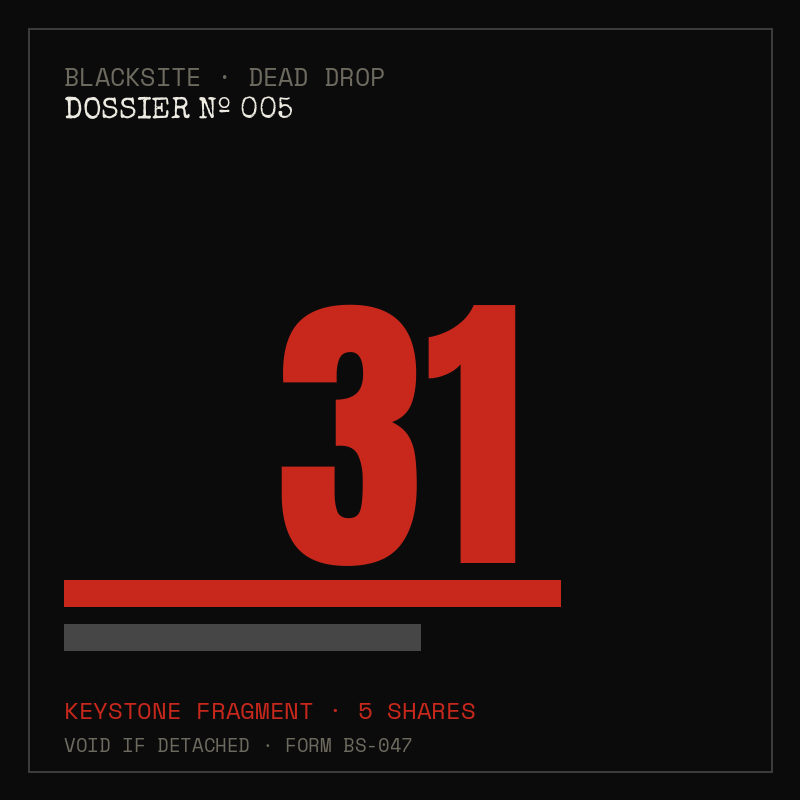 BLACKSITE · DEAD DROP
DOSSIER Nº 005
31
KEYSTONE FRAGMENT · 5 SHARES
VOID IF DETACHED · FORM BS-047